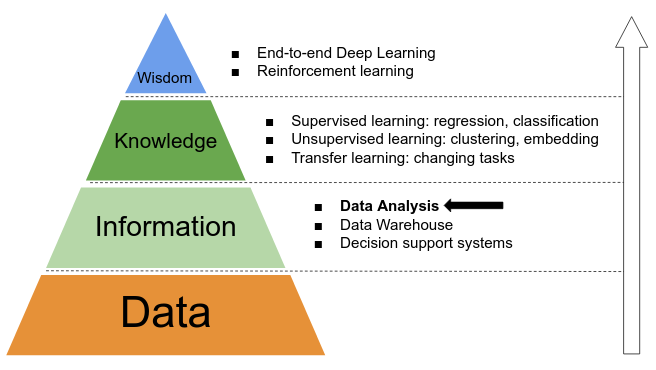 Wisdom
■ End-to-end Deep Learning
■ Reinforcement learning
Knowledge
■ Supervised learning: regression, classification
■ Unsupervised learning: clustering, embedding
■ Transfer learning: changing tasks
Information
■ Data Analysis
■ Data Warehouse
■ Decision support systems
Data